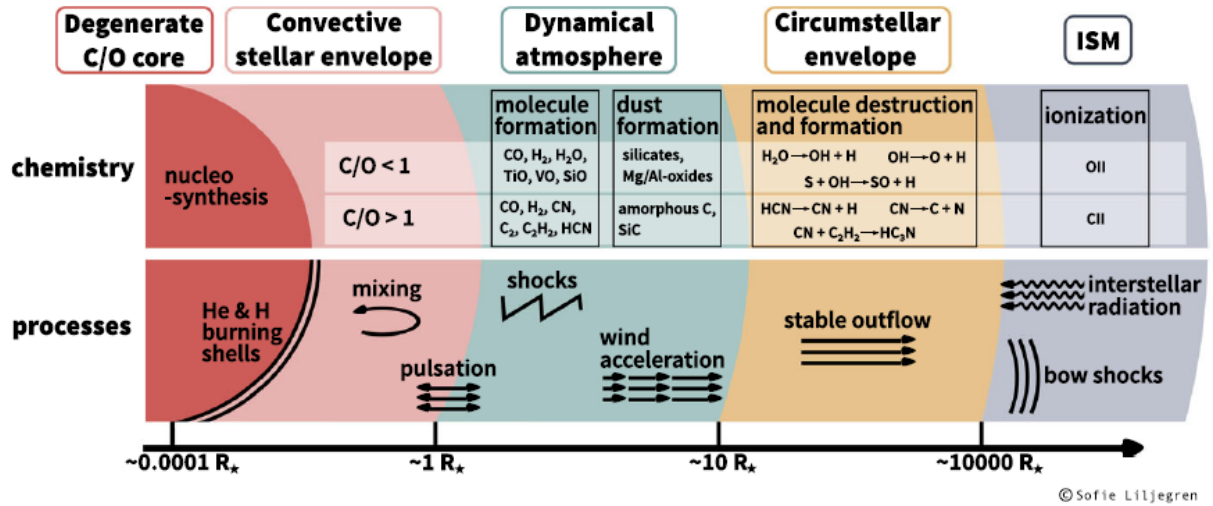 Degenerate
C/O core
Convective
stellar envelope
Dynamical
atmosphere
Circumstellar
envelope
ISM
chemistry
nucleo
-synthesis
C/O < 1
C/O > 1
molecule
formation
CO, H₂, H₂O,
TiO, VO, SiO
CO, H₂, CN,
C₂, C₂H₂, HCN
dust
formation
silicates,
Mg/Al-oxides
amorphous C,
SiC
molecule destruction
and formation
H₂O→OH + H OH→O + H
S + OH→SO + H
HCN→CN + H CN→C + N
CN + C₂H₂→HC₃N
ionization
OII
CII
processes
He & H
burning
shells
mixing
pulsation
shocks
wind
acceleration
stable outflow
interstellar
radiation
bow shocks
~0.0001 R★
~1 R★
~10 R★
~10000 R★
©Sofie Liljegren